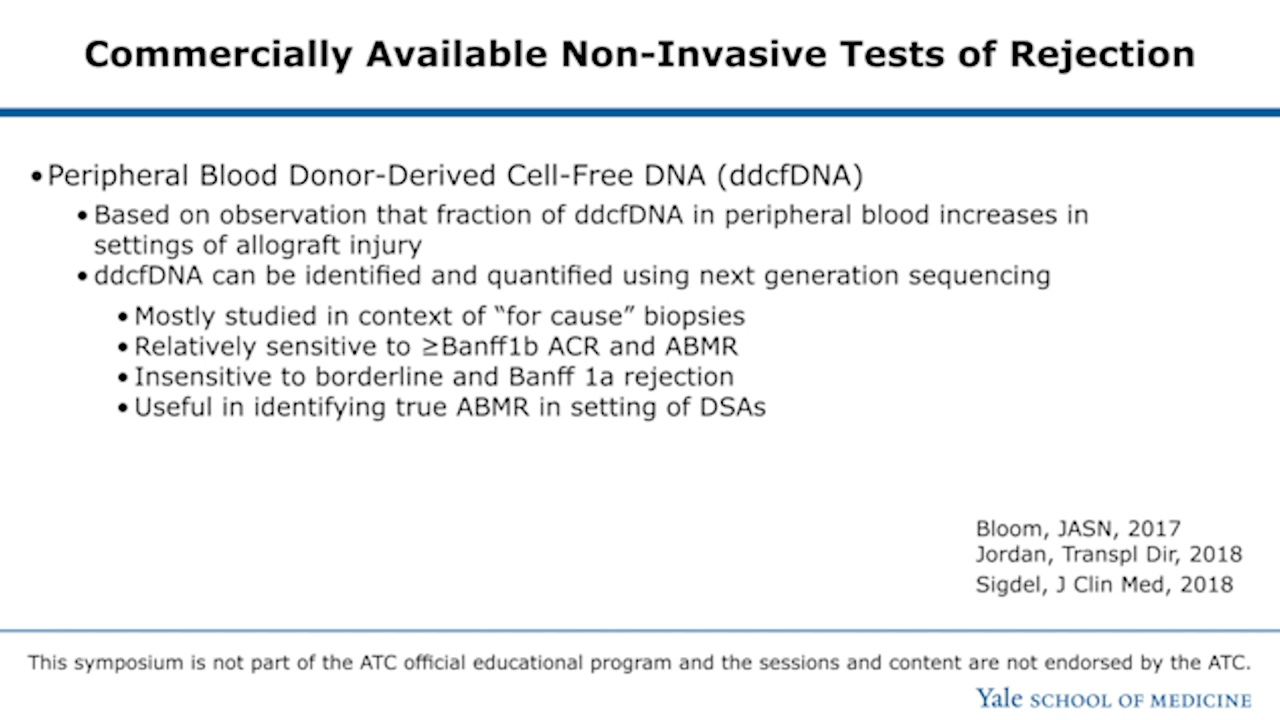 Commercially Available Non-Invasive Tests of Rejection
• Peripheral Blood Donor-Derived Cell-Free DNA (ddcfDNA)
• Based on observation that fraction of ddcfDNA in peripheral blood increases in
settings of allograft injury
• ddcfDNA can be identified and quantified using next generation sequencing
• Mostly studied in context of “for cause” biopsies
• Relatively sensitive to ≥Banff1b ACR and ABMR
• Insensitive to borderline and Banff 1a rejection
• Useful in identifying true ABMR in setting of DSAs
Bloom, JASN, 2017
Jordan, Transpl Dir, 2018
Sigdel, J Clin Med, 2018
This symposium is not part of the ATC official educational program and the sessions and content are not endorsed by the ATC.
Yale SCHOOL OF MEDICINE